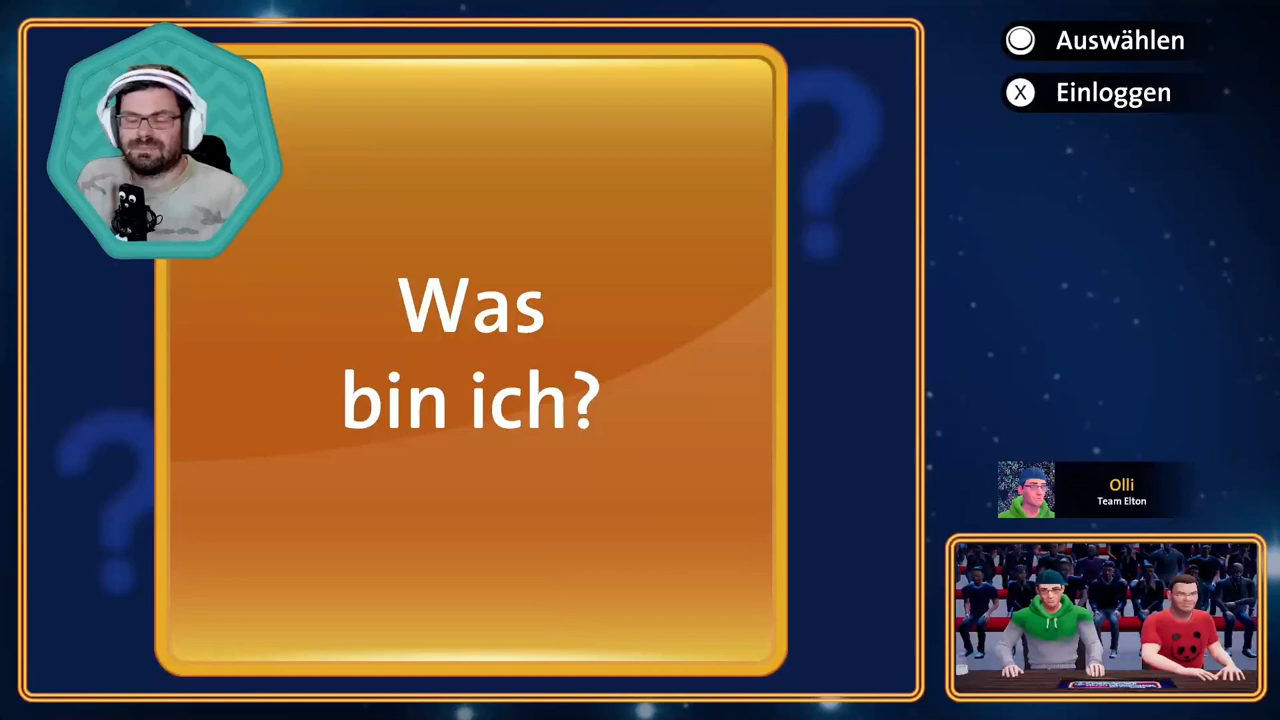 Auswählen
X Einloggen
Was
bin ich?
Olli
Team Elton